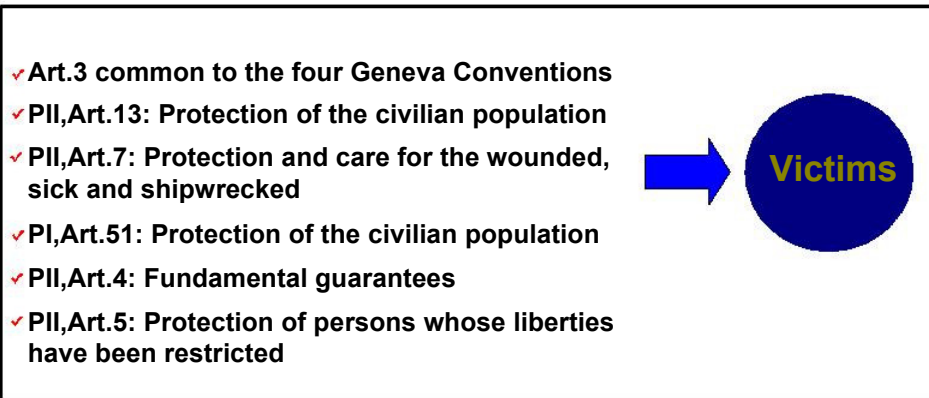 Art.3 common to the four Geneva Conventions
PII,Art.13: Protection of the civilian population
PII,Art.7: Protection and care for the wounded,
sick and shipwrecked
PI,Art.51: Protection of the civilian population
PII,Art.4: Fundamental guarantees
PII,Art.5: Protection of persons whose liberties
have been restricted
Victims